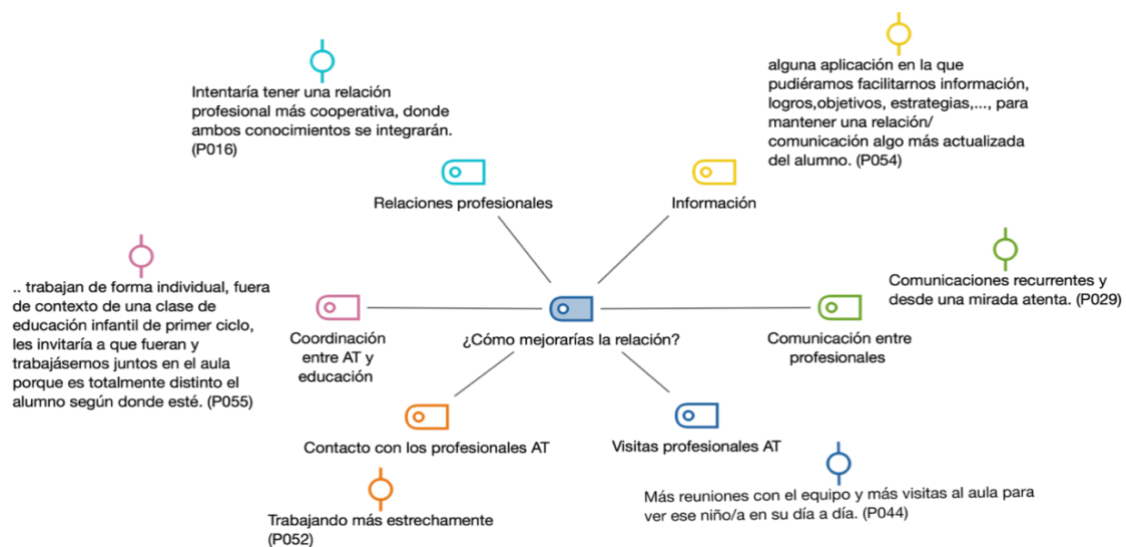 Intentaría tener una relación
profesional más cooperativa, donde
ambos conocimientos se integrarán.
(P016)
alguna aplicación en la que
pudiéramos facilitarnos información,
logros,objetivos, estrategias,..., para
mantener una relación/
comunicación algo más actualizada
del alumno. (P054)
Relaciones profesionales
Información
.. trabajan de forma individual, fuera
de contexto de una clase de
educación infantil de primer ciclo,
les invitaría a que fueran y
trabajásemos juntos en el aula
porque es totalmente distinto el
alumno según donde esté. (P055)
Comunicaciones recurrentes y
desde una mirada atenta. (P029)
Coordinación
entre AT y
educación
¿Cómo mejorarías la relación?
Comunicación entre
profesionales
Contacto con los profesionales AT
Visitas profesionales AT
Trabajando más estrechamente
(P052)
Más reuniones con el equipo y más visitas al aula para
ver ese niño/a en su día a día. (P044)